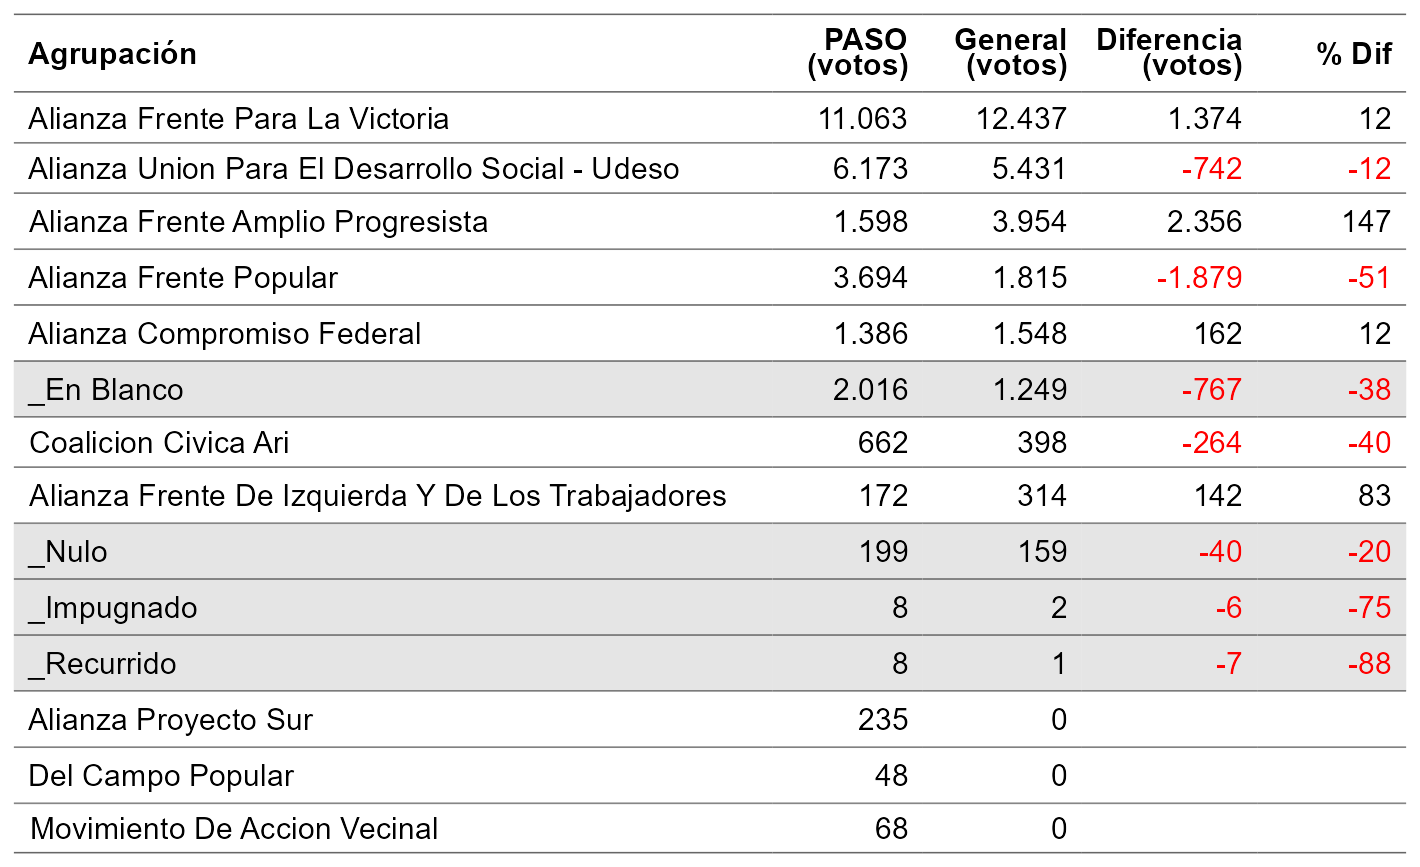 Agrupación PASO (votos) General (votos) Diferencia (votos) % Dif
Alianza Frente Para La Victoria 11.063 12.437 1.374 12
Alianza Union Para El Desarrollo Social - Udeso 6.173 5.431 -742 -12
Alianza Frente Amplio Progresista 1.598 3.954 2.356 147
Alianza Frente Popular 3.694 1.815 -1.879 -51
Alianza Compromiso Federal 1.386 1.548 162 12
_En Blanco 2.016 1.249 -767 -38
Coalicion Civica Ari 662 398 -264 -40
Alianza Frente De Izquierda Y De Los Trabajadores 172 314 142 83
_Nulo 199 159 -40 -20
_Impugnado 8 2 -6 -75
_Recurrido 8 1 -7 -88
Alianza Proyecto Sur 235 0
Del Campo Popular 48 0
Movimiento De Accion Vecinal 68 0